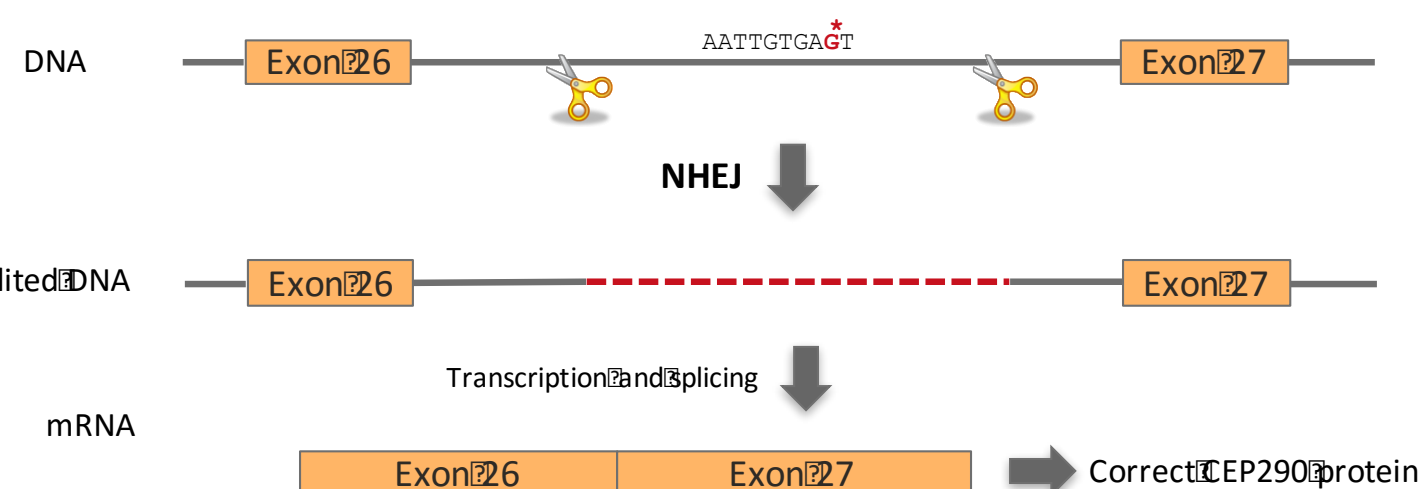 *
AATTGTGAGT
DNA
Exon 26
Exon 27
NHEJ
lited DNA
Exon 26
Exon 27
Transcription and splicing
mRNA
Exon 26
Exon 27
Correct CEP290 protein